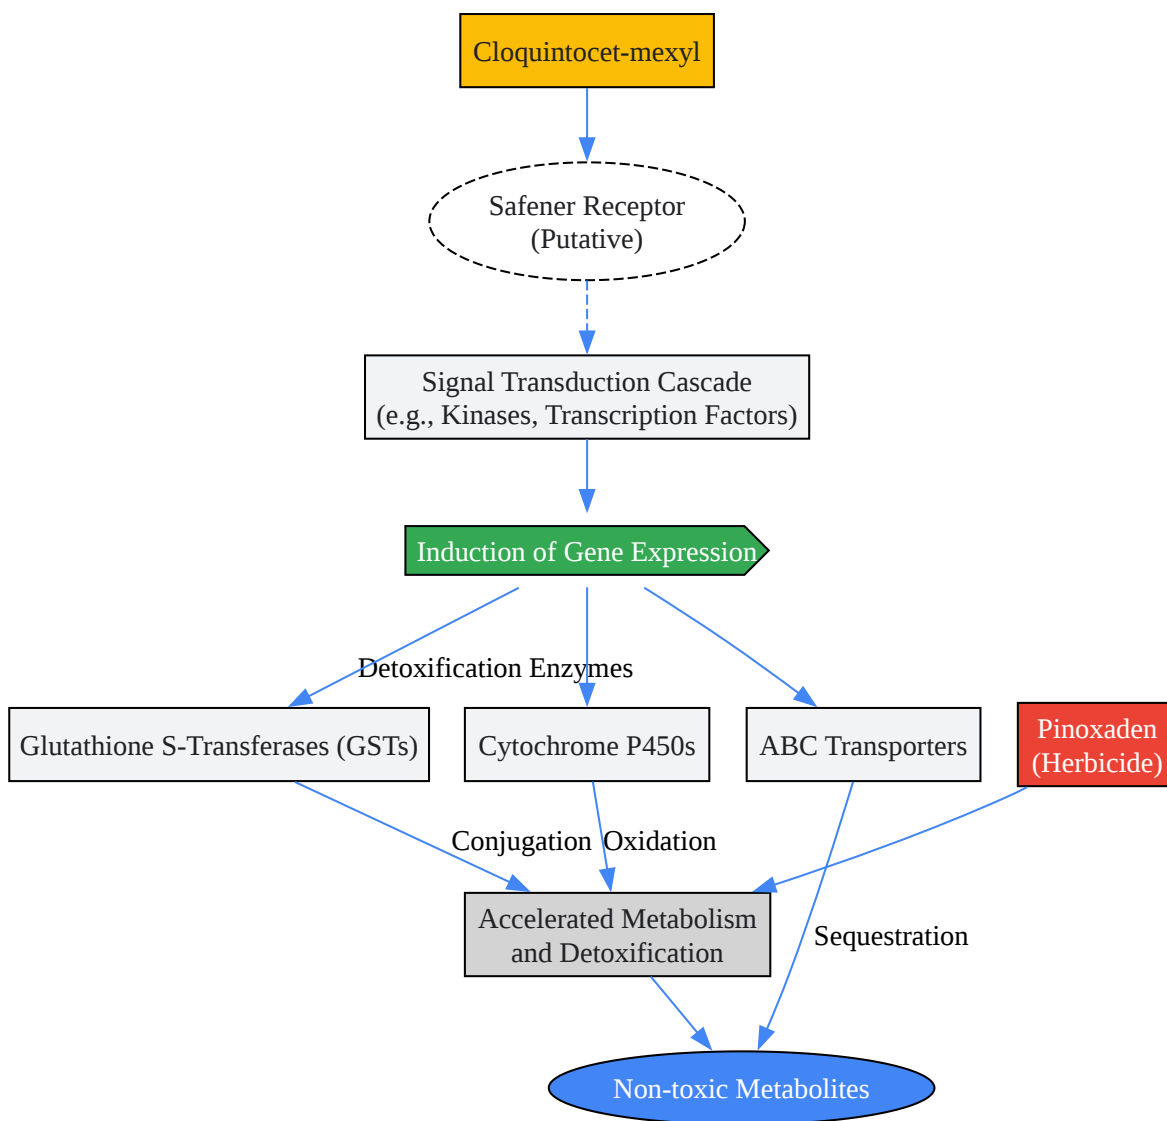 Cloquintocet-mexyl
Safener Receptor
(Putative)
Signal Transduction Cascade
(e.g., Kinases, Transcription Factors)
Induction of Gene Expression
Detoxification Enzymes
Glutathione S-Transferases (GSTs)
Cytochrome P450s
ABC Transporters
Pinoxaden
(Herbicide)
Conjugation
Oxidation
Accelerated Metabolism
and Detoxification
Sequestration
Non-toxic Metabolites